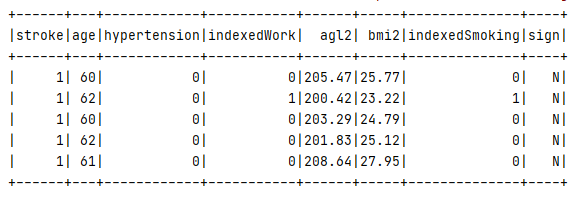 +------+---+------------+-----------+------+-----+--------------+----+
|stroke|age|hypertension|indexedWork|  agl2| bmi2|indexedSmoking|sign|
+------+---+------------+-----------+------+-----+--------------+----+
|     1| 60|           0|          0|205.47|25.77|             0|   N|
|     1| 62|           0|          1|200.42|23.22|             1|   N|
|     1| 60|           0|          0|203.29|24.79|             0|   N|
|     1| 62|           0|          0|201.83|25.12|             0|   N|
|     1| 61|           0|          0|208.64|27.95|             0|   N|
+------+---+------------+-----------+------+-----+--------------+----+